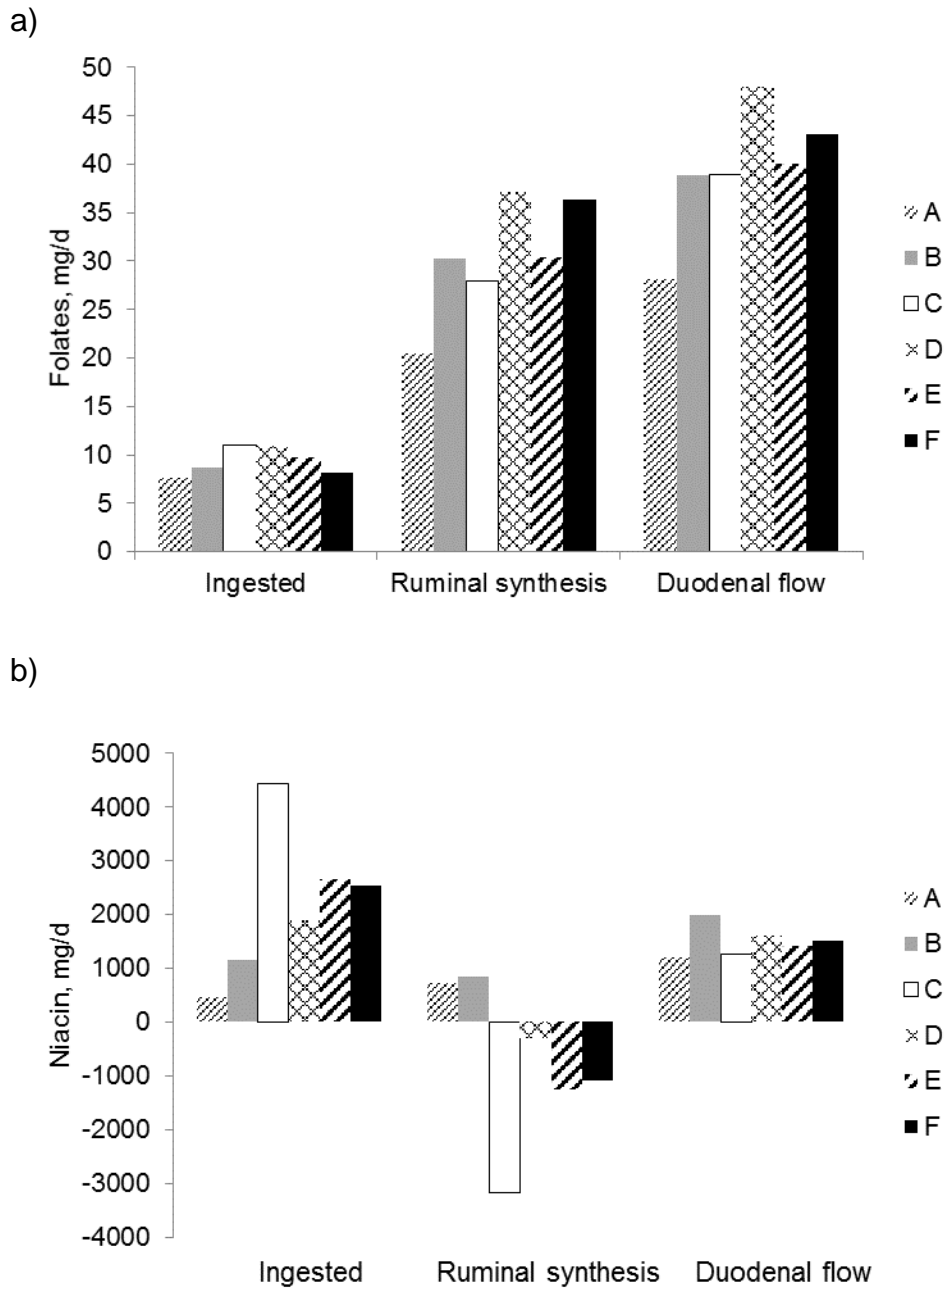 a)
50
45
40
35
30
25
20
15
10
5
0
Folates, mg/d
Ingested
Ruminal synthesis
Duodenal flow
A
B
C
D
E
F
b)
5000
4000
3000
2000
1000
0
-1000
-2000
-3000
-4000
Niacin, mg/d
Ingested
Ruminal synthesis
Duodenal flow
A
B
C
D
E
F